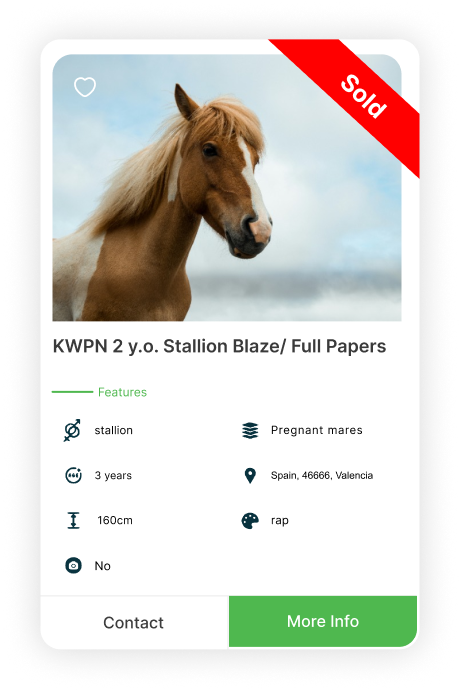 Sold
KWPN 2 y.o. Stallion Blaze/ Full Papers
Features
stallion
Pregnant mares
3 years
Spain, 46666, Valencia
160cm
rap
No
Contact
More Info